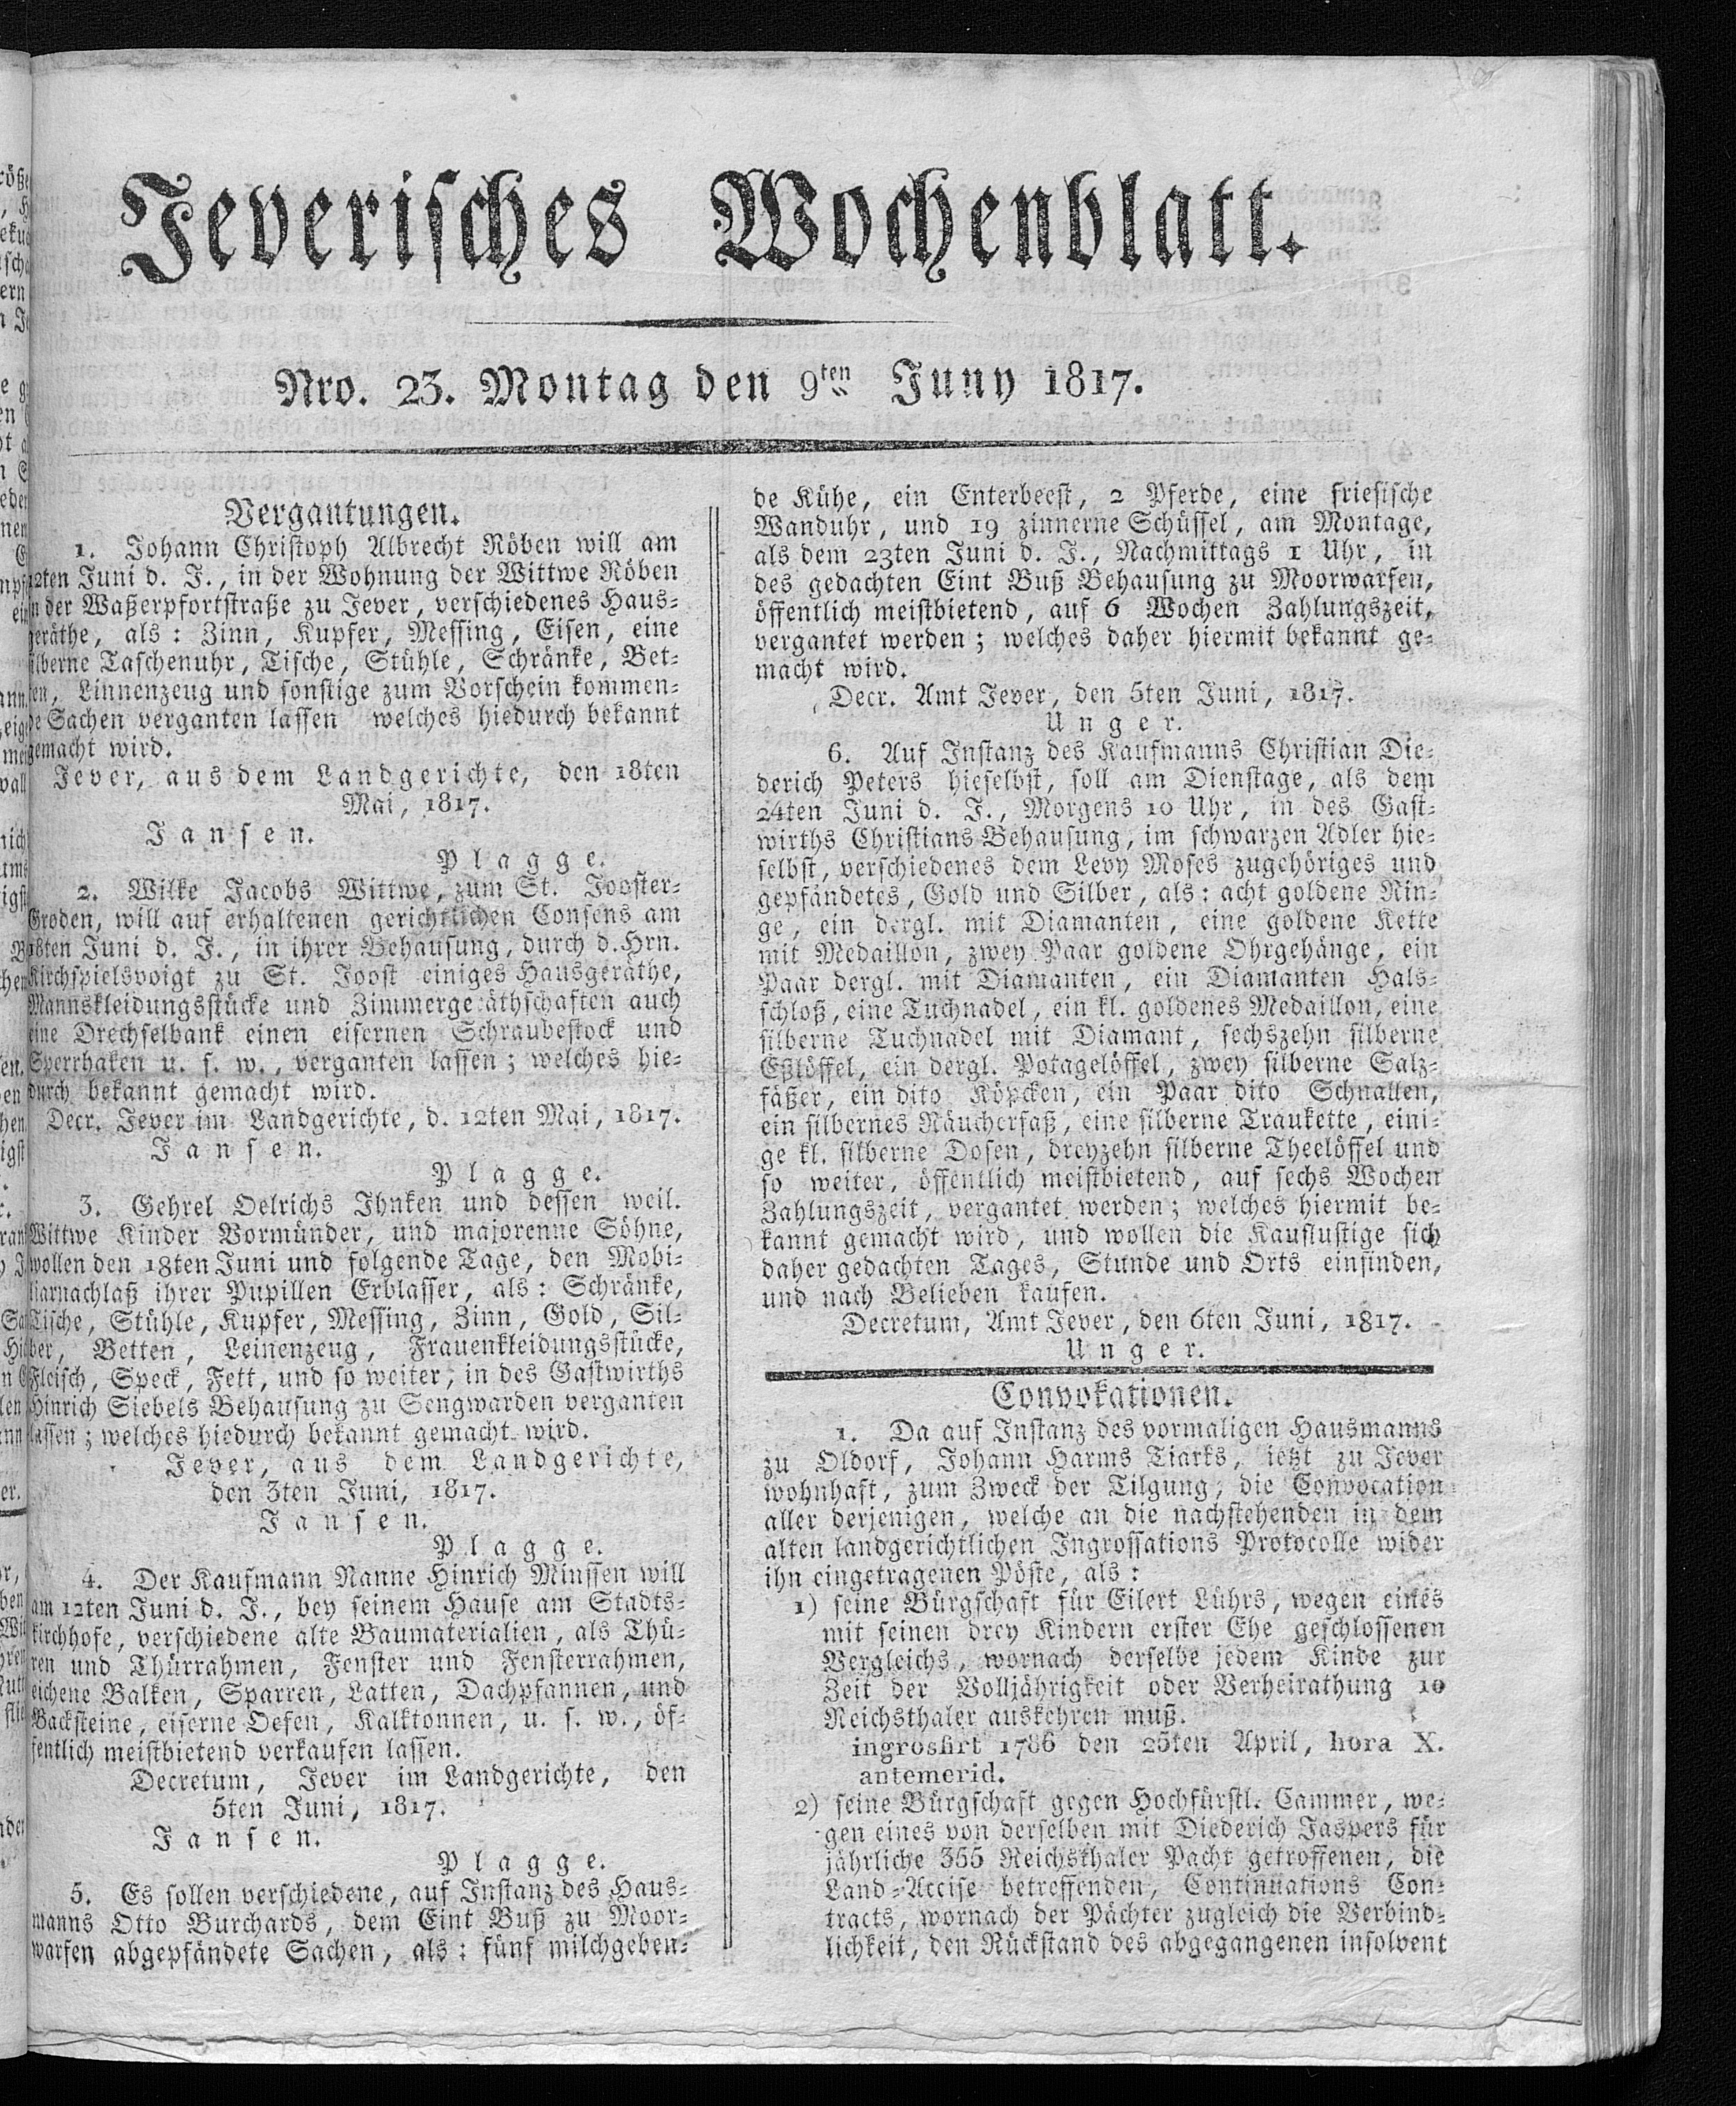 Jeverisches Wochenblatt.
Nro. 23. Montag den 9ten Juny 1817.
Vergantungen.
1. Johann Christoph Albrecht Röben will am
12ten Juni d. J., in der Wohnung der Wittwe Röben
in der Waßerpfortstraße zu Jever, verschiedenes Haus-
geräthe, als: Zinn, Kupfer, Messing, Eisen, eine
silberne Taschenuhr, Tische, Stühle, Schränke, Bet-
ten, Linnenzeug und sonstige zum Vorschein kommen-
de Sachen verganten lassen welches hiedurch bekannt
gemacht wird.
Jever, aus dem Landgerichte, den 18ten
Mai, 1817.
Jansen.
Plagge.
2. Wilke Jacobs Wittwe, zum St. Jooster-
Groden, will auf erhaltenen gerichtlichen Consens am
18ten Juni d. J., in ihrer Behausung, durch d. Hrn.
Kirchspielsvoigt zu St. Joost einiges Hausgeräthe,
Mannskleidungsstücke und Zimmergeräthschaften auch
eine Drechselbank einen eisernen Schraubestock und
Sperrhaken u. s. w., verganten lassen; welches hie-
durch bekannt gemacht wird.
Decr. Jever im Landgerichte, d. 12ten Mai, 1817.
Jansen.
Plagge.
3. Gehrel Oelrichs Ihnken und dessen weil.
Wittwe Kinder Vormünder, und majorenne Söhne,
wollen den 18ten Juni und folgende Tage, den Mobi-
liarnachlaß ihrer Pupillen Erblasser, als: Schränke,
Tische, Stühle, Kupfer, Messing, Zinn, Gold, Sil-
ber, Betten, Leinenzeug, Frauenkleidungsstücke,
Fleisch, Speck, Fett, und so weiter, in des Gastwirths
Hinrich Siebels Behausung zu Sengwarden verganten
lassen; welches hiedurch bekannt gemacht wird.
Jever, aus dem Landgerichte,
den 3ten Juni, 1817.
Jansen.
Plagge.
4. Der Kaufmann Nanne Hinrich Minssen will
am 12ten Juni d. J., bey seinem Hause am Stadts-
kirchhofe, verschiedene alte Baumaterialien, als Thü-
ren und Thürrahmen, Fenster und Fensterrahmen,
eichene Balken, Sparren, Latten, Dachpfannen, und
Backsteine, eiserne Oefen, Kalktonnen, u. s. w., öf-
fentlich meistbietend verkaufen lassen.
Decretum, Jever im Landgerichte, den
5ten Juni, 1817.
Jansen.
Plagge.
5. Es sollen verschiedene, auf Instanz des Haus-
manns Otto Burchards, dem Eint Buß zu Moor-
warfen abgepfändete Sachen, als: fünf milchgeben-
de Kühe, ein Enterbeest, 2 Pferde, eine friesische
Wanduhr, und 19 zinnerne Schüssel, am Montage,
als dem 23ten Juni d. J., Nachmittags 1 Uhr, in
des gedachten Eint Buß Behausung zu Moorwarfen,
öffentlich meistbietend, auf 6 Wochen Zahlungszeit,
vergantet werden; welches daher hiermit bekannt ge-
macht wird.
Decr. Amt Jever, den 5ten Juni, 1817.
Unger.
6. Auf Instanz des Kaufmanns Christian Die-
derich Peters hieselbst, soll am Dienstage, als dem
24ten Juni d. J., Morgens 10 Uhr, in des Gast-
wirths Christians Behausung, im schwarzen Adler hie-
selbst, verschiedenes dem Levy Moses zugehöriges und
gepfändetes, Gold und Silber, als: acht goldene Rin-
ge, ein dergl. mit Diamanten, eine goldene Kette
mit Medaillon, zwey Paar goldene Ohrgehänge, ein
Paar dergl. mit Diamanten, ein Diamanten Hals-
schloß, eine Tuchnadel, ein kl. goldenes Medaillon, eine
silberne Tuchnadel mit Diamant, sechszehn silberne
Eßlöffel, ein dergl. Potagelöffel, zwey silberne Salz-
fäßer, ein dito Köpcken, ein Paar dito Schnallen,
ein silbernes Räucherfaß, eine silberne Traukette, eini-
ge kl. silberne Dosen, dreyzehn silberne Theelöffel und
so weiter, öffentlich meistbietend, auf sechs Wochen
Zahlungszeit, vergantet werden; welches hiermit be-
kannt gemacht wird, und wollen die Kauflustige sich
daher gedachten Tages, Stunde und Orts einfinden,
und nach Belieben kaufen.
Decretum, Amt Jever, den 6ten Juni, 1817.
Unger.
Convokationen.
1. Da auf Instanz des vormaligen Hausmanns
zu Oldorf, Johann Harms Tiarks, jetzt zu Jever
wohnhaft, zum Zweck der Tilgung, die Convocation
aller derjenigen, welche an die nachstehenden in dem
alten landgerichtlichen Ingrossations Protocolle wider
ihn eingetragenen Pöste, als:
1) seine Bürgschaft für Eilert Lührs, wegen eines
mit seinen drey Kindern erster Ehe geschlossenen
Vergleichs, wornach derselbe jedem Kinde zur
Zeit der Volljährigkeit oder Verheirathung 10
Reichsthaler auskehren muß.
ingrossirt 1786 den 25ten April, hora X.
antemerid.
2) seine Bürgschaft gegen Hochfürstl. Cammer, we-
gen eines von derselben mit Diederich Jaspers für
jährliche 355 Reichsthaler Pacht getroffenen, die
Land-Accise betreffenden, Continuations Con-
tracts, wornach der Pächter zugleich die Verbind-
lichkeit, den Rückstand des abgegangenen insolvent